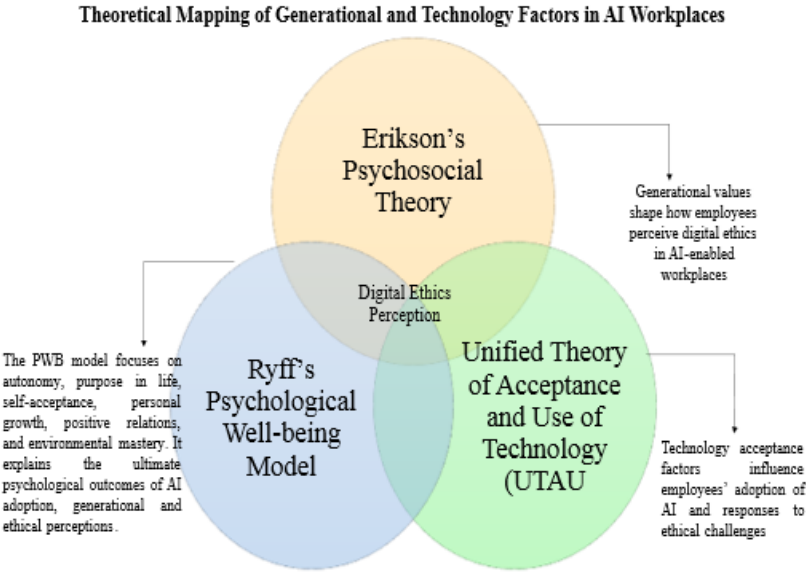 Theoretical Mapping of Generational and Technology Factors in AI Workplaces
Erikson's
Psychosocial
Theory
Generational values
shape how employees
perceive digital ethics
in AI-enabled
workplaces
Digital Ethics
Perception
The PWB model focuses on
autonomy, purpose in life,
self-acceptance, personal
growth, positive relations,
and environmental mastery. It
explains the ultimate
psychological outcomes of AI
adoption, generational and
ethical perceptions.
Ryff's
Psychological
Well-being
Model
Unified Theory
of Acceptance
and Use of
Technology
(UTAU
Technology acceptance
factors influence
employees' adoption of
AI and responses to
ethical challenges